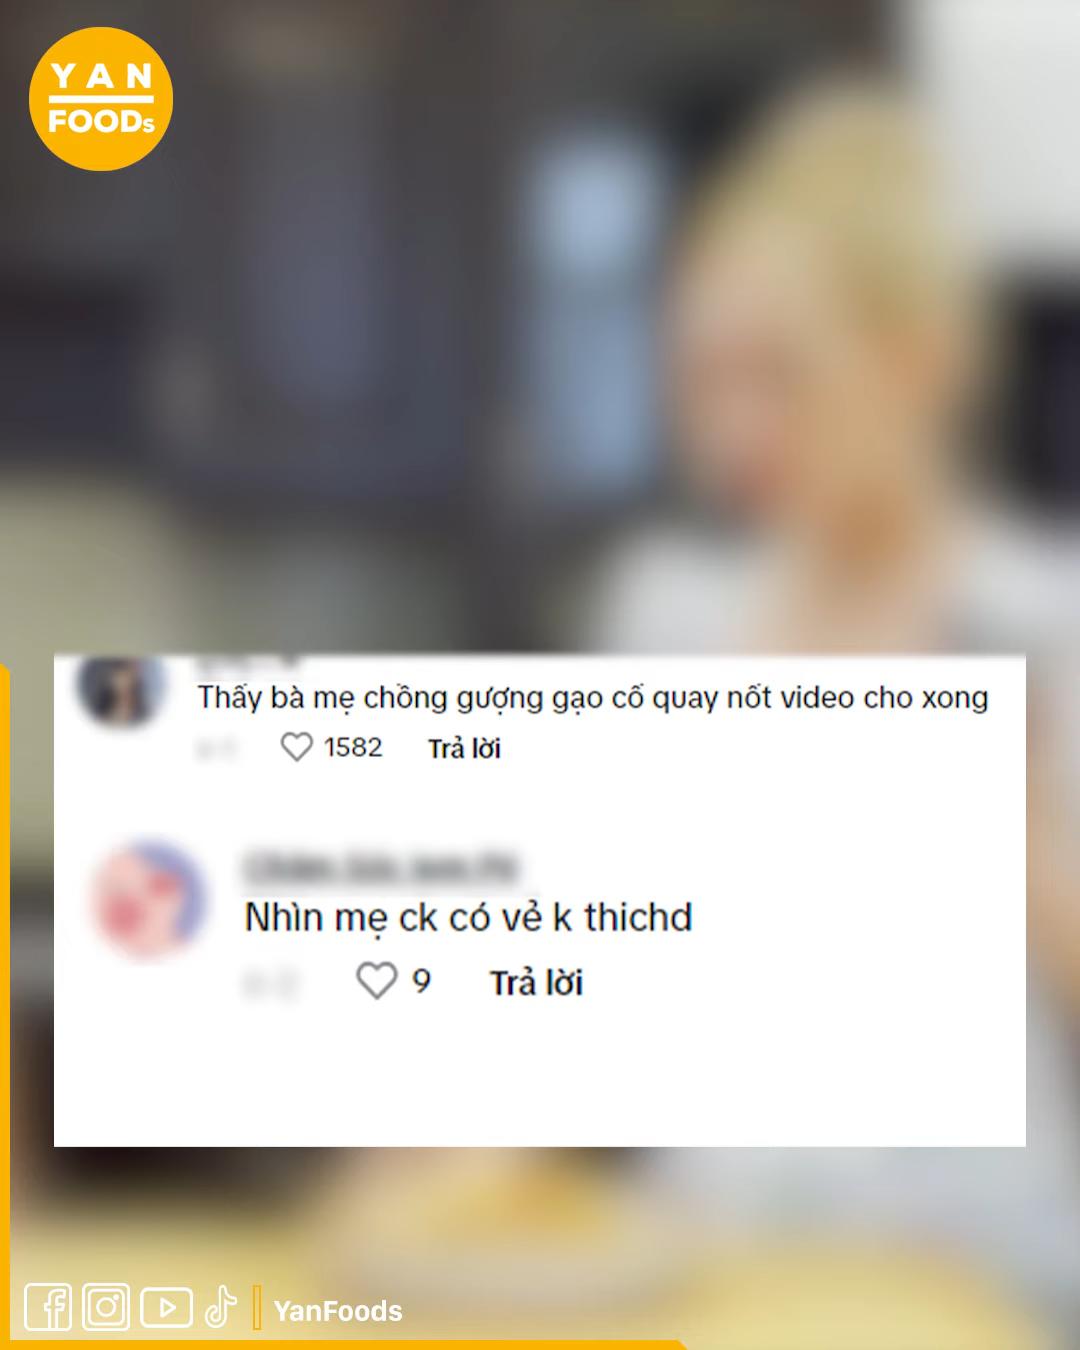 YAN
FOODs
Thấy bà mẹ chồng gượng gạo cố quay nốt video cho xong
1582 Trả lời
Nhìn mẹ ck có vẻ k thichd
9 Trả lời
YanFoods